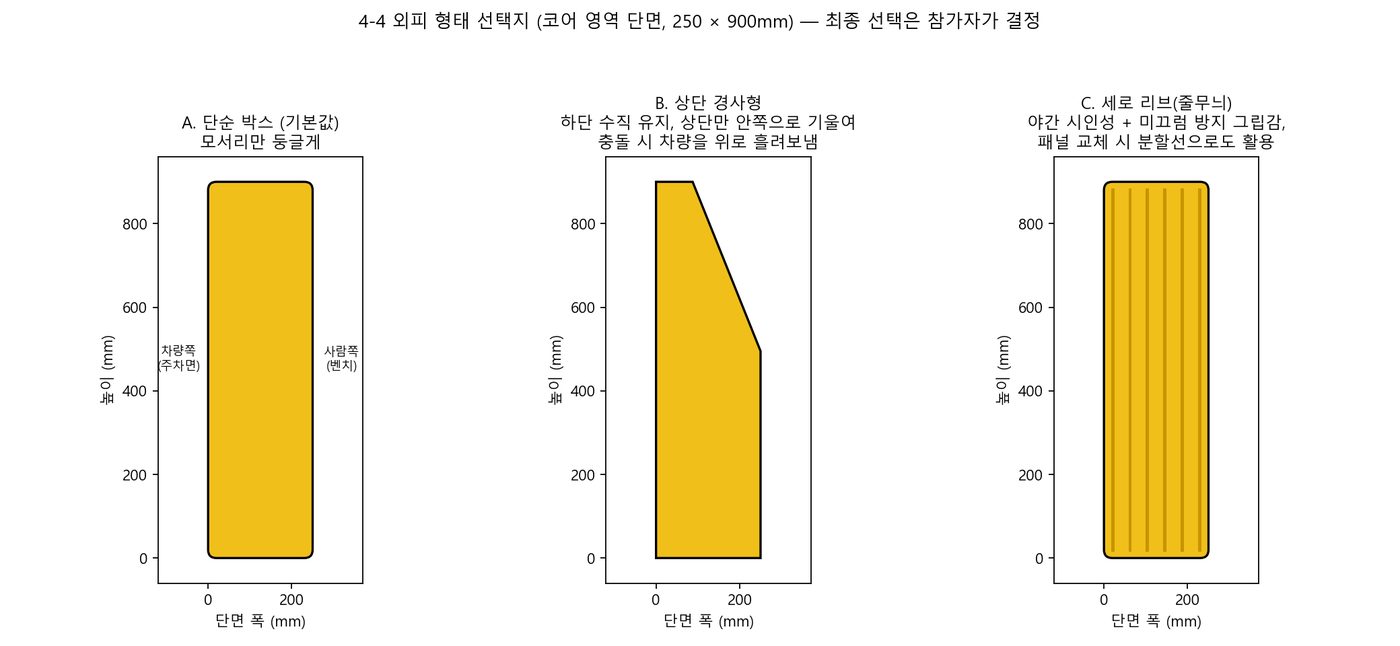 4-4 외피 형태 선택지 (코어 영역 단면, 250 × 900mm) — 최종 선택은 참가자가 결정
A. 단순 박스 (기본값)
모서리만 둥글게
높이 (mm)
800
600
400
200
0
차량쪽
(주차면)
사람쪽
(벤치)
0
200
단면 폭 (mm)
B. 상단 경사형
하단 수직 유지, 상단만 안쪽으로 기울여
충돌 시 차량을 위로 흘려보냄
높이 (mm)
800
600
400
200
0
0
200
단면 폭 (mm)
C. 세로 리브(줄무늬)
야간 시인성 + 미끄럼 방지 그립감,
패널 교체 시 분할선으로도 활용
높이 (mm)
800
600
400
200
0
0
200
단면 폭 (mm)